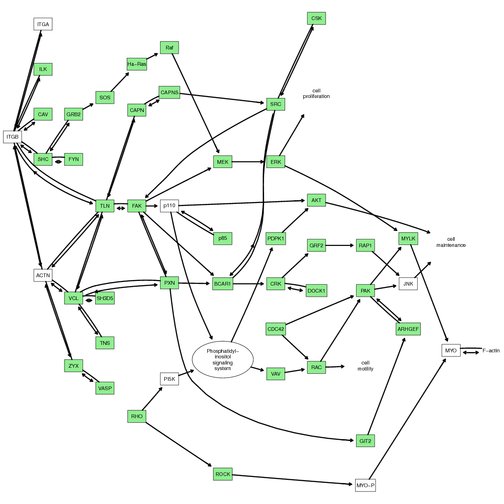 CSK
ITGA
Raf
Ha-Ras
ILK
CAPNS
cell
proliferation
SOS
SRC
CAPN
CAV
GRB2
ITGB
SHC
FYN
MEK
ERK
AKT
TLN
FAK
p110
p85
PDPK1
MYLK
cell
maintenance
GRF2
RAP1
ACTN
PXN
BCAR1
CRK
DOCK1
PAK
JNK
VCL
SH3D5
CDC42
ARHGEF
TNS
MYO
F-actin
Phosphatidyl-
inositol
signaling
system
ZYX
VASP
PI5K
VAV
RAC
cell
motility
RHO
GIT2
ROCK
MYO-P